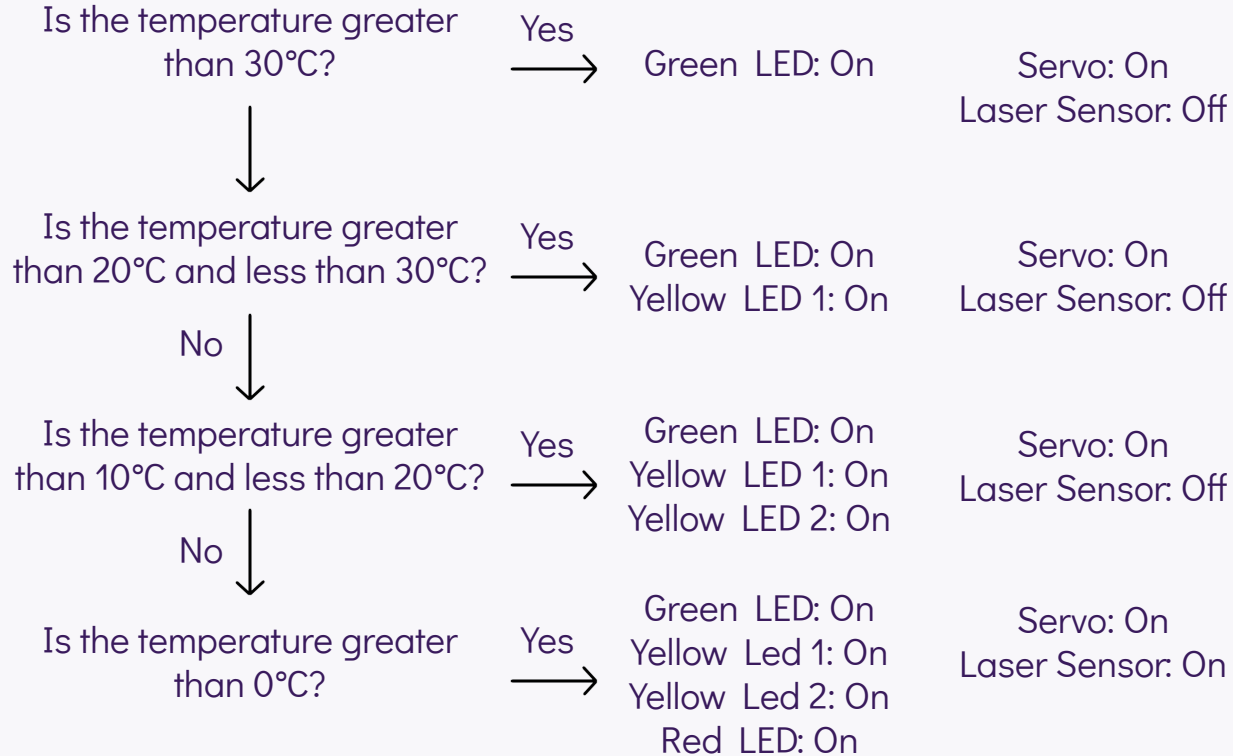 Is the temperature greater
than 30°C?
Yes
Green LED: On
Servo: On
Laser Sensor: Off
Is the temperature greater
than 20°C and less than 30°C?
Yes
Green LED: On
Yellow LED 1: On
Servo: On
Laser Sensor: Off
No
Is the temperature greater
than 10°C and less than 20°C?
Yes
Green LED: On
Yellow LED 1: On
Yellow LED 2: On
Servo: On
Laser Sensor: Off
No
Is the temperature greater
than 0°C?
Yes
Green LED: On
Yellow Led 1: On
Yellow Led 2: On
Red LED: On
Servo: On
Laser Sensor: On